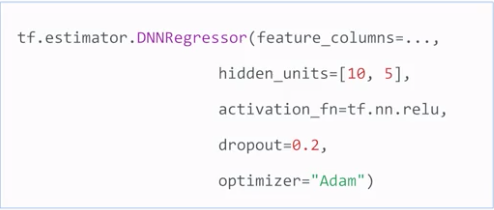 tf.estimator.DNNRegressor(feature_columns=...,
hidden_units=[10, 5],
activation_fn=tf.nn.relu,
dropout=0.2,
optimizer="Adam")